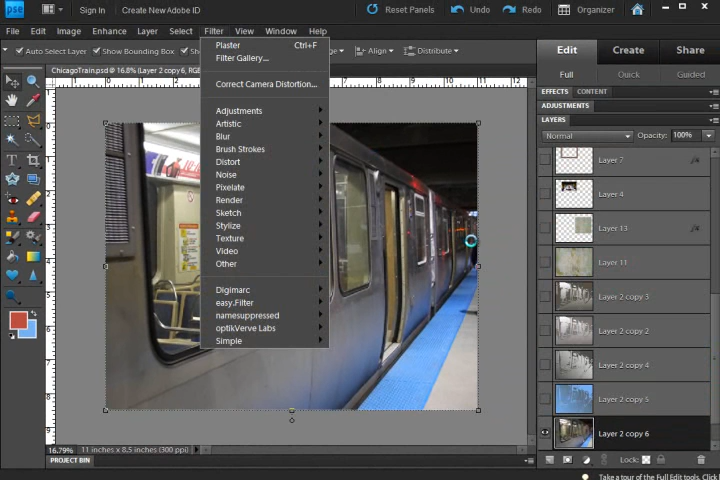 pse
Sign In
Create New Adobe ID
Reset Panels
Undo
Redo
Organizer
File Edit Image Enhance Layer Select Filter View Window Help
Auto Select Layer
Show Bounding Box
Align
Distribute
ChicagoTrain.psd @ 16.8% (Layer 2 copy 6, RGB
Plaster Ctrl+F
Filter Gallery...
Correct Camera Distortion...
Adjustments
Artistic
Blur
Brush Strokes
Distort
Noise
Pixelate
Render
Sketch
Stylize
Texture
Video
Other
Digimarc
easy.Filter
namesuppressed
optikVerve Labs
Simple
Edit Create Share
Full Quick Guided
EFFECTS CONTENT
ADJUSTMENTS
LAYERS
Normal Opacity: 100%
Layer 7
Layer 4
Layer 13
Layer 11
Layer 2 copy 3
Layer 2 copy 2
Layer 2 copy 4
Layer 2 copy 5
Layer 2 copy 6
Lock:
16.79% 11 inches x 8.5 inches (300 ppi)
PROJECT BIN
Take a tour of the Full Edit tools. Click